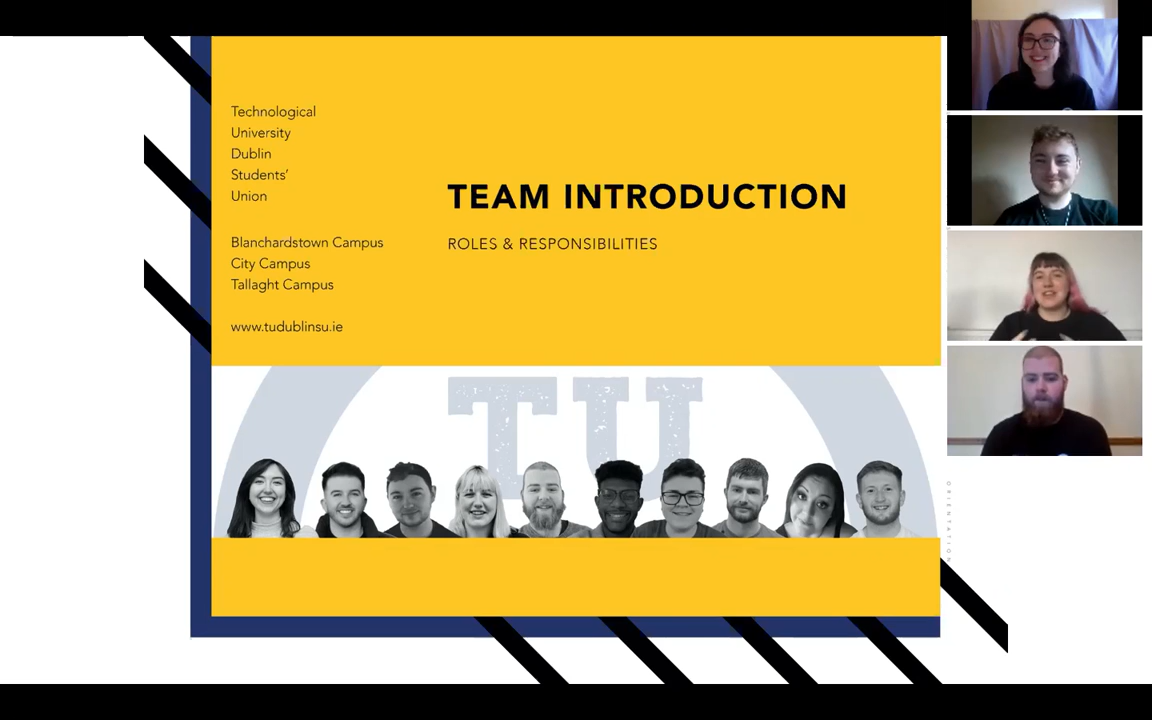 Technological
University
Dublin
Students'
Union
Blanchardstown Campus
City Campus
Tallaght Campus
www.tudublinsu.ie
TEAM INTRODUCTION
ROLES & RESPONSIBILITIES
TU
ORIENTATION